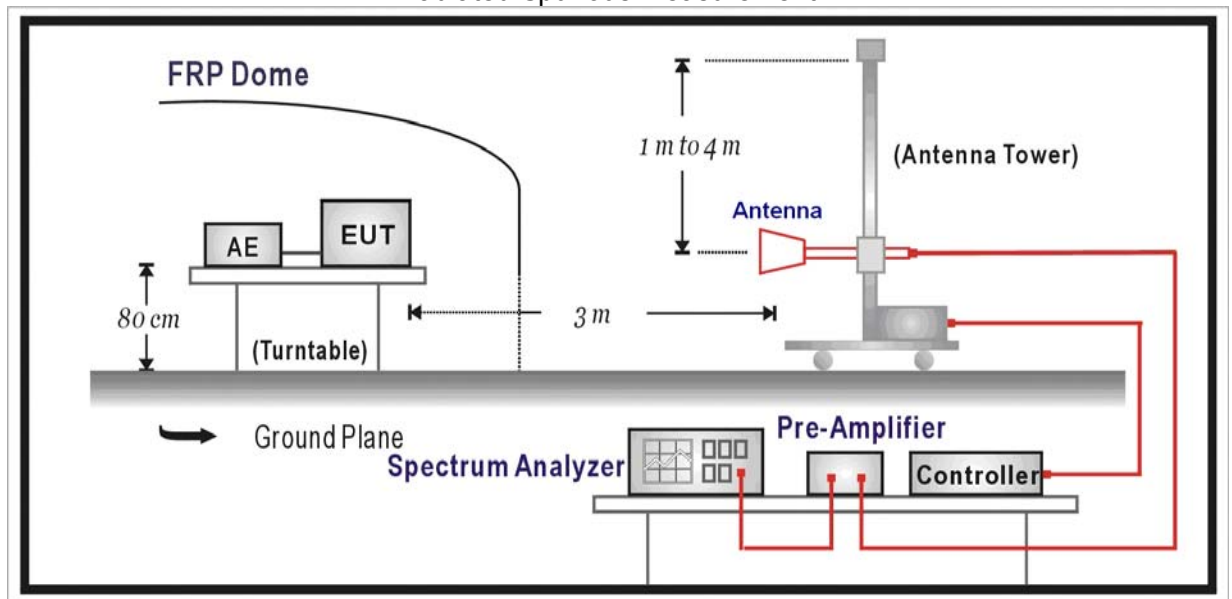 FRP Dome
1 m to 4 m
(Antenna Tower)
Antenna
AE
EUT
80 cm
3 m
(Turntable)
Ground Plane
Pre-Amplifier
Spectrum Analyzer
Controller